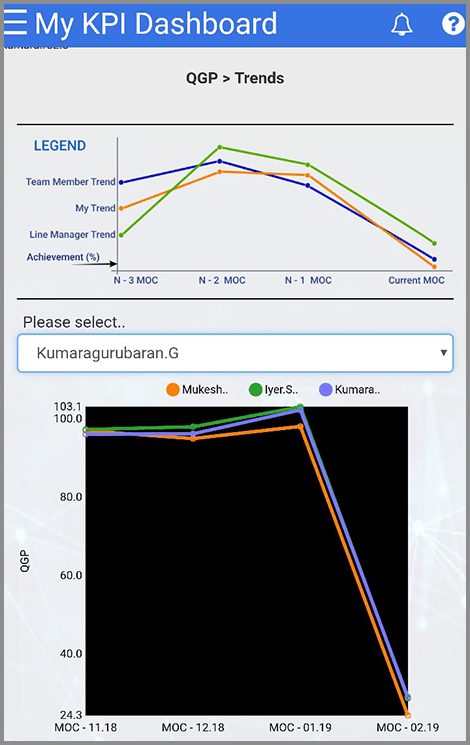 My KPI Dashboard
?
QGP > Trends
LEGEND
Team Member Trend
My Trend
Line Manager Trend
Achievement (%)
N - 3 MOC N - 2 MOC N - 1 MOC Current MOC
Please select..
Kumaragurubaran.G
Mukesh.. Iyer.S.. Kumara..
103.1
100.0
80.0
60.0
40.0
24.3
QGP
MOC - 11.18 MOC - 12.18 MOC - 01.19 MOC - 02.19